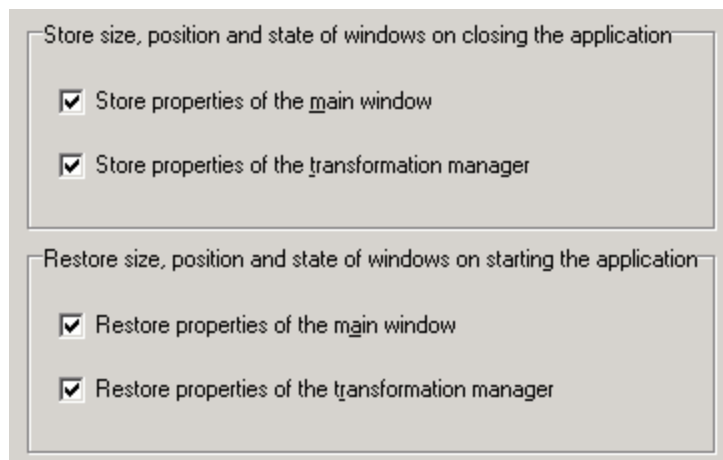 Store size, position and state of windows on closing the application
Store properties of the main window
Store properties of the transformation manager
Restore size, position and state of windows on starting the application
Restore properties of the main window
Restore properties of the transformation manager